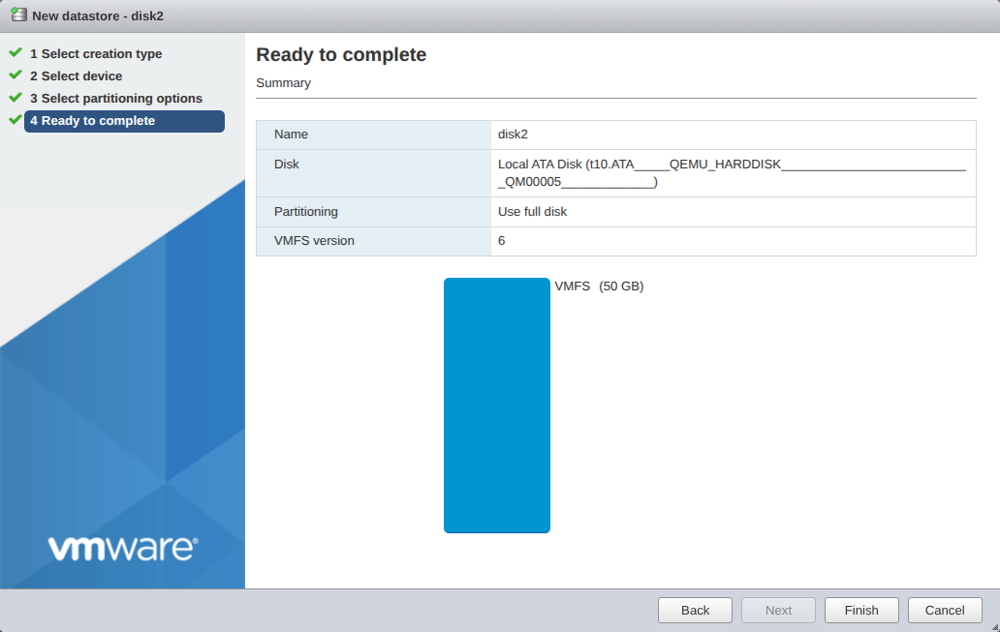 New datastore - disk2
1 Select creation type
2 Select device
3 Select partitioning options
4 Ready to complete
vmware®
Ready to complete
Summary
Name disk2
Disk Local ATA Disk (t10.ATA_____QEMU_HARDDISK__________________________
_QM00005_____________)
Partitioning Use full disk
VMFS version 6
VMFS (50 GB)
Back Next Finish Cancel